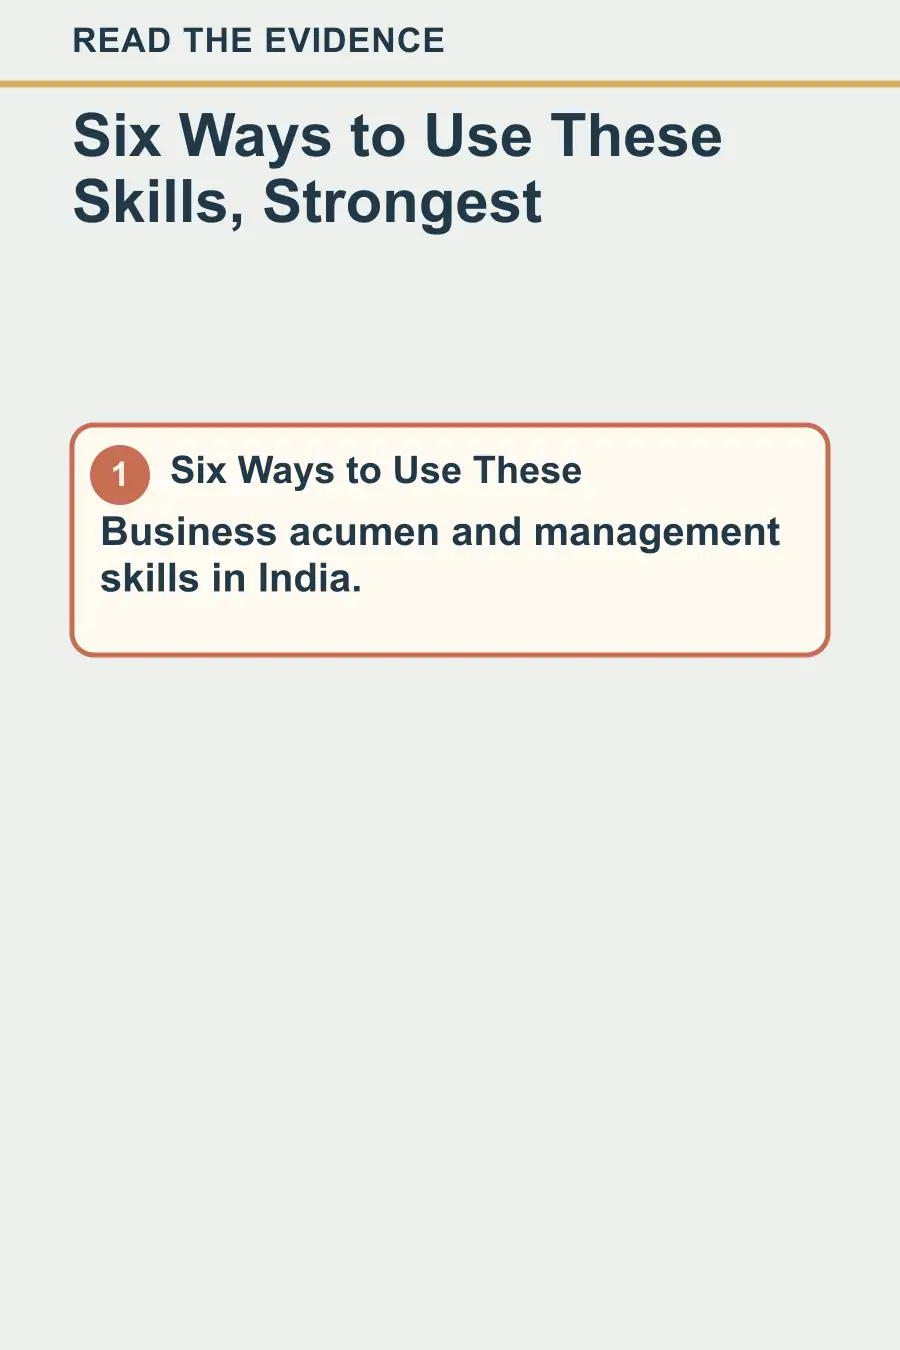 READ THE EVIDENCE
Six Ways to Use These
Skills, Strongest
1 Six Ways to Use These
Business acumen and management
skills in India.